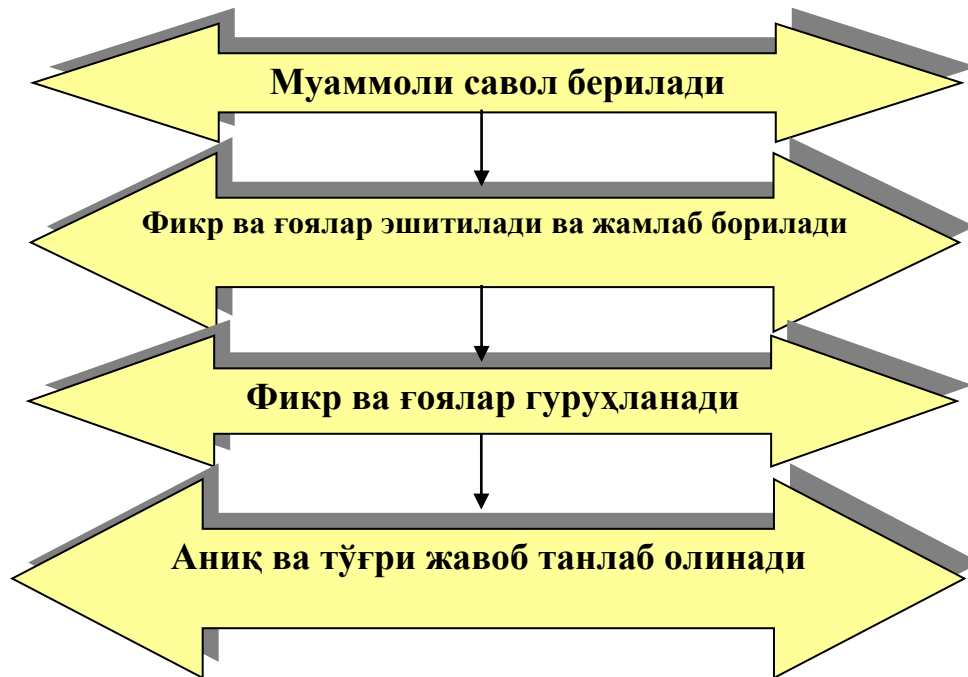 Муаммоли савол берилади
Фикр ва ғоялар эшитилади ва жамлаб борилади
Фикр ва ғоялар гуруҳланади
Аниқ ва тўғри жавоб танлаб олинади